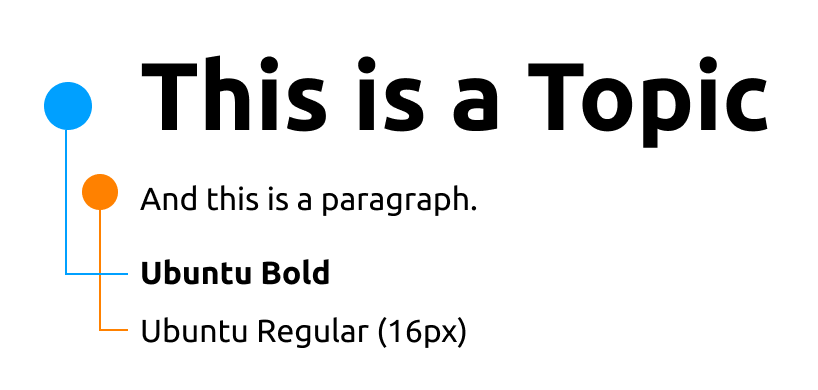 This is a Topic
And this is a paragraph.
Ubuntu Bold
Ubuntu Regular (16px)